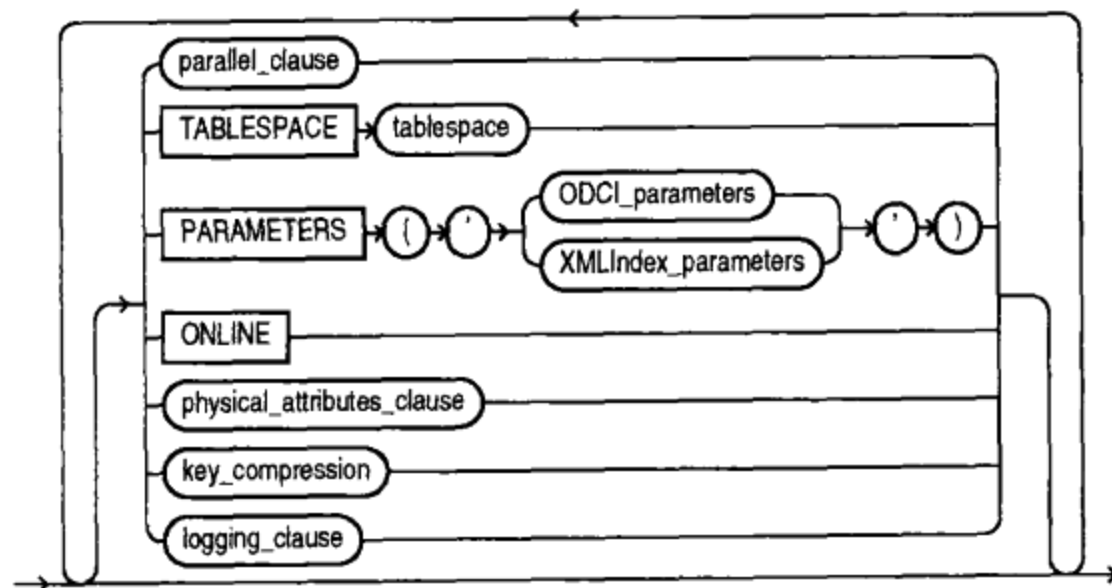 parallel_clause
TABLESPACE tablespace
ODCI_parameters
PARAMETERS ( ' ' )
XMLIndex_parameters
ONLINE
physical_attributes_clause
key_compression
logging_clause